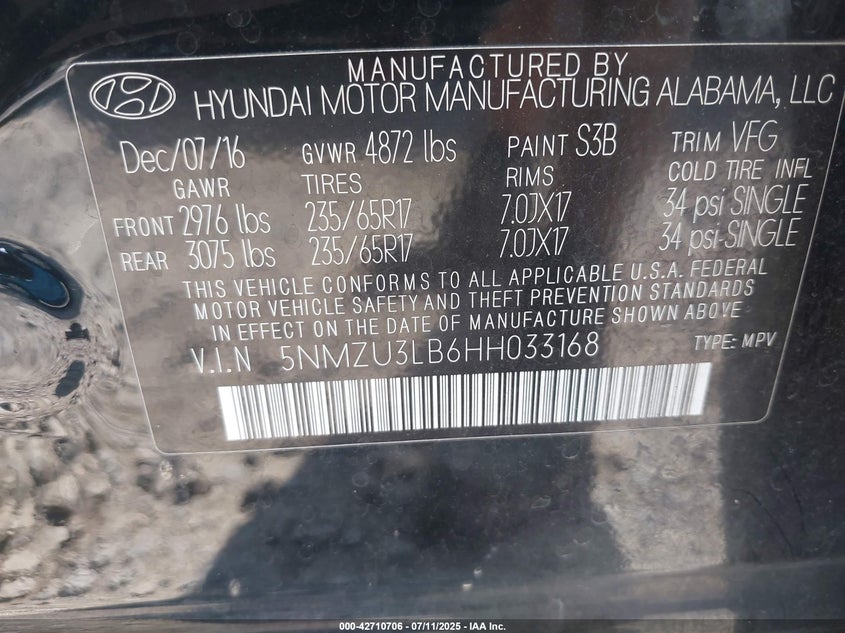 MANUFACTURED BY
HYUNDAI MOTOR MANUFACTURING ALABAMA, LLC
Dec/07/16 GVWR 4872 lbs PAINT S3B TRIM VFG
GAWR TIRES RIMS COLD TIRE INFL
FRONT 2976 lbs 235/65R17 7.0JX17 34 psi SINGLE
REAR 3075 lbs 235/65R17 7.0JX17 34 psi-SINGLE
THIS VEHICLE CONFORMS TO ALL APPLICABLE U.S.A. FEDERAL
MOTOR VEHICLE SAFETY AND THEFT PREVENTION STANDARDS
IN EFFECT ON THE DATE OF MANUFACTURE SHOWN ABOVE
V.I.N 5NMZU3LB6HH033168 TYPE: MPV
000-42710706 - 07/11/2025 - IAA Inc.